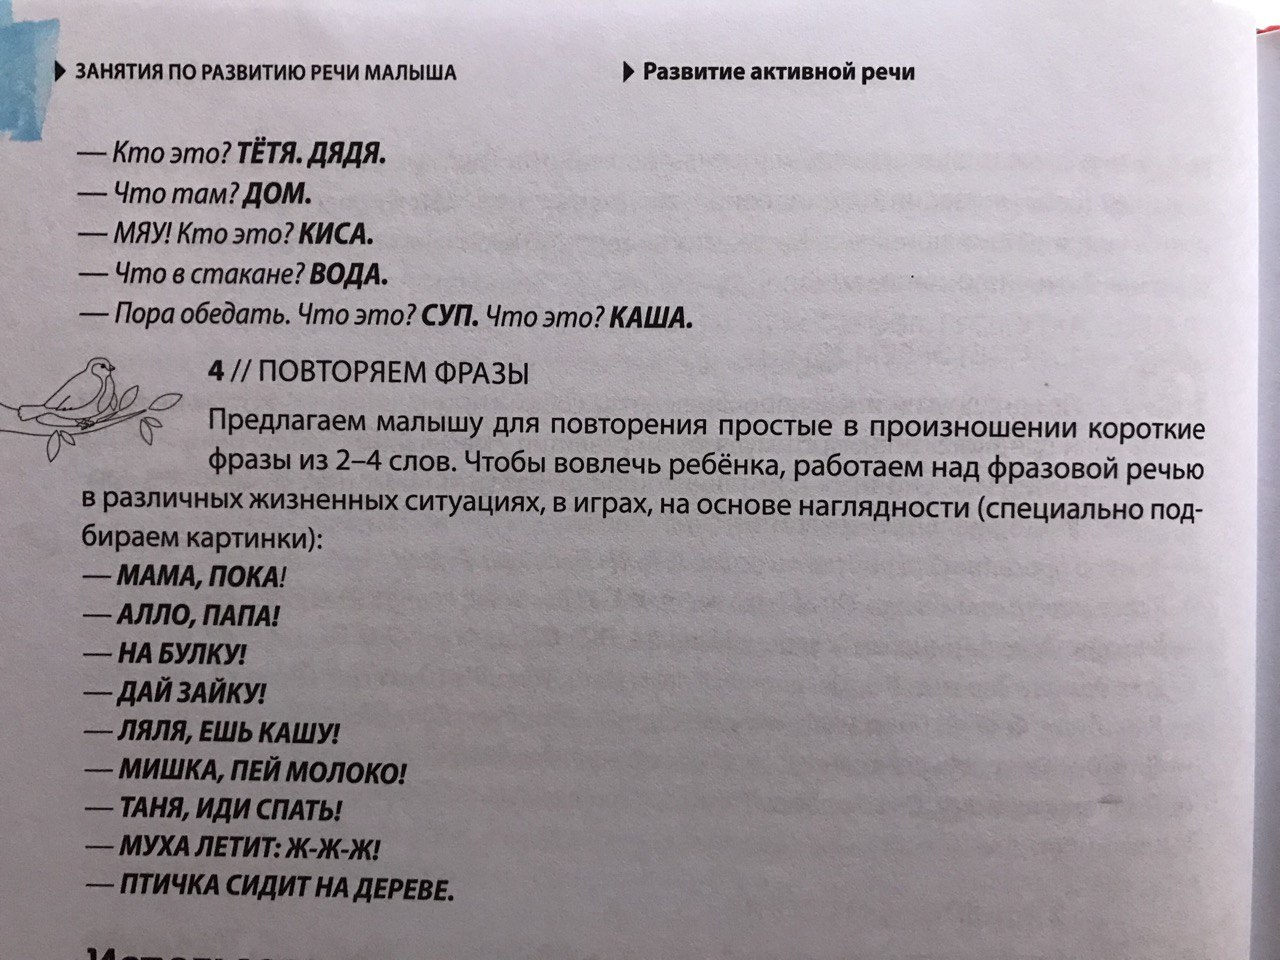 ЗАНЯТИЯ ПО РАЗВИТИЮ РЕЧИ МАЛЫША
Развитие активной речи
— Кто это? ТЁТЯ. ДЯДЯ.
— Что там? ДОМ.
— МЯУ! Кто это? КИСА.
— Что в стакане? ВОДА.
— Пора обедать. Что это? СУП. Что это? КАША.
4 // ПОВТОРЯЕМ ФРАЗЫ
Предлагаем малышу для повторения простые в произношении короткие
фразы из 2–4 слов. Чтобы вовлечь ребёнка, работаем над фразовой речью
в различных жизненных ситуациях, в играх, на основе наглядности (специально под-
бираем картинки):
— МАМА, ПОКА!
— АЛЛО, ПАПА!
— НА БУЛКУ!
— ДАЙ ЗАЙКУ!
— ЛЯЛЯ, ЕШЬ КАШУ!
— МИШКА, ПЕЙ МОЛОКО!
— ТАНЯ, ИДИ СПАТЬ!
— МУХА ЛЕТИТ: Ж-Ж-Ж!
— ПТИЧКА СИДИТ НА ДЕРЕВЕ.